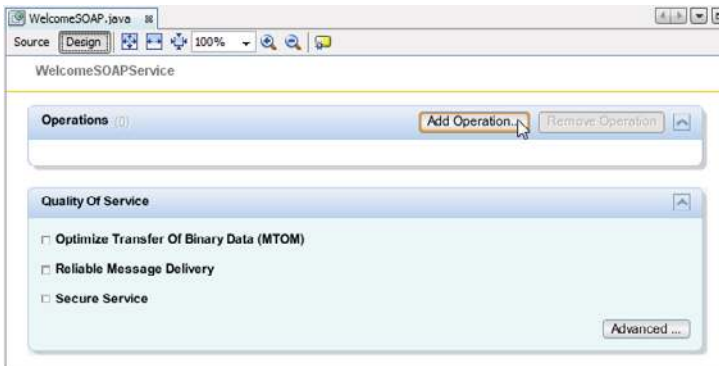 WelcomeSOAP.java
Source Design 100%
WelcomeSOAPService
Operations (0) Add Operation... Remove Operation
Quality Of Service
Optimize Transfer Of Binary Data (MTOM)
Reliable Message Delivery
Secure Service
Advanced ...